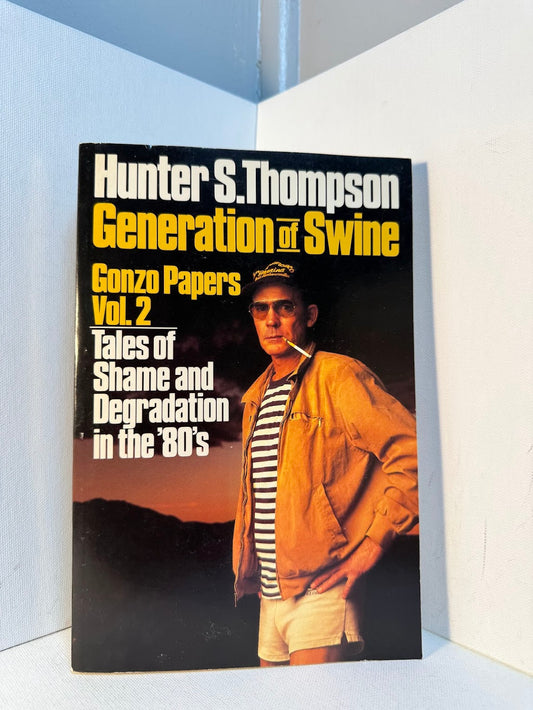 Hunter S. Thompson
Generation of Swine
Gonzo Papers
Vol. 2
Tales of
Shame and
Degradation
in the '80's